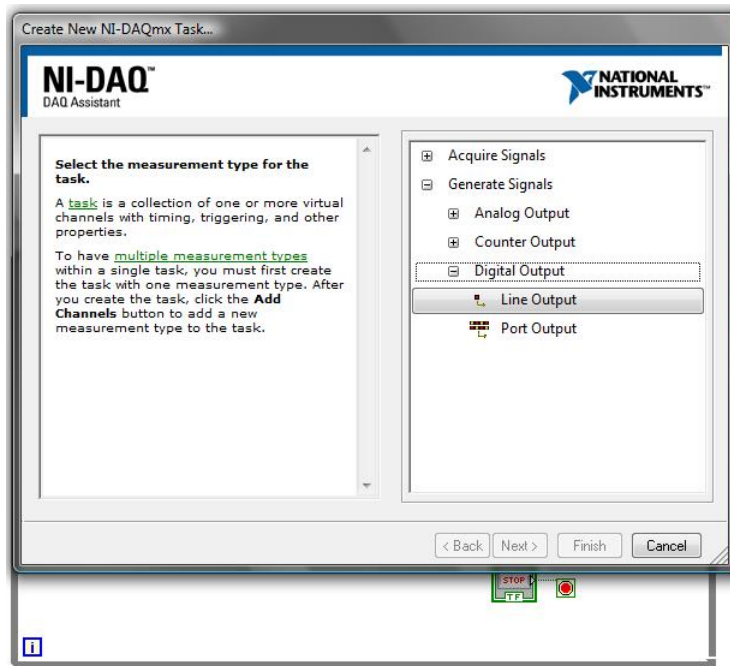 Create New NI-DAQmx Task...
NI-DAQ™
DAQ Assistant
NATIONAL
INSTRUMENTS™
Select the measurement type for the
task.
A task is a collection of one or more virtual
channels with timing, triggering, and other
properties.
To have multiple measurement types
within a single task, you must first create
the task with one measurement type. After
you create the task, click the Add
Channels button to add a new
measurement type to the task.
Acquire Signals
Generate Signals
Analog Output
Counter Output
Digital Output
Line Output
Port Output
< Back
Next >
Finish
Cancel
STOP
TF
i